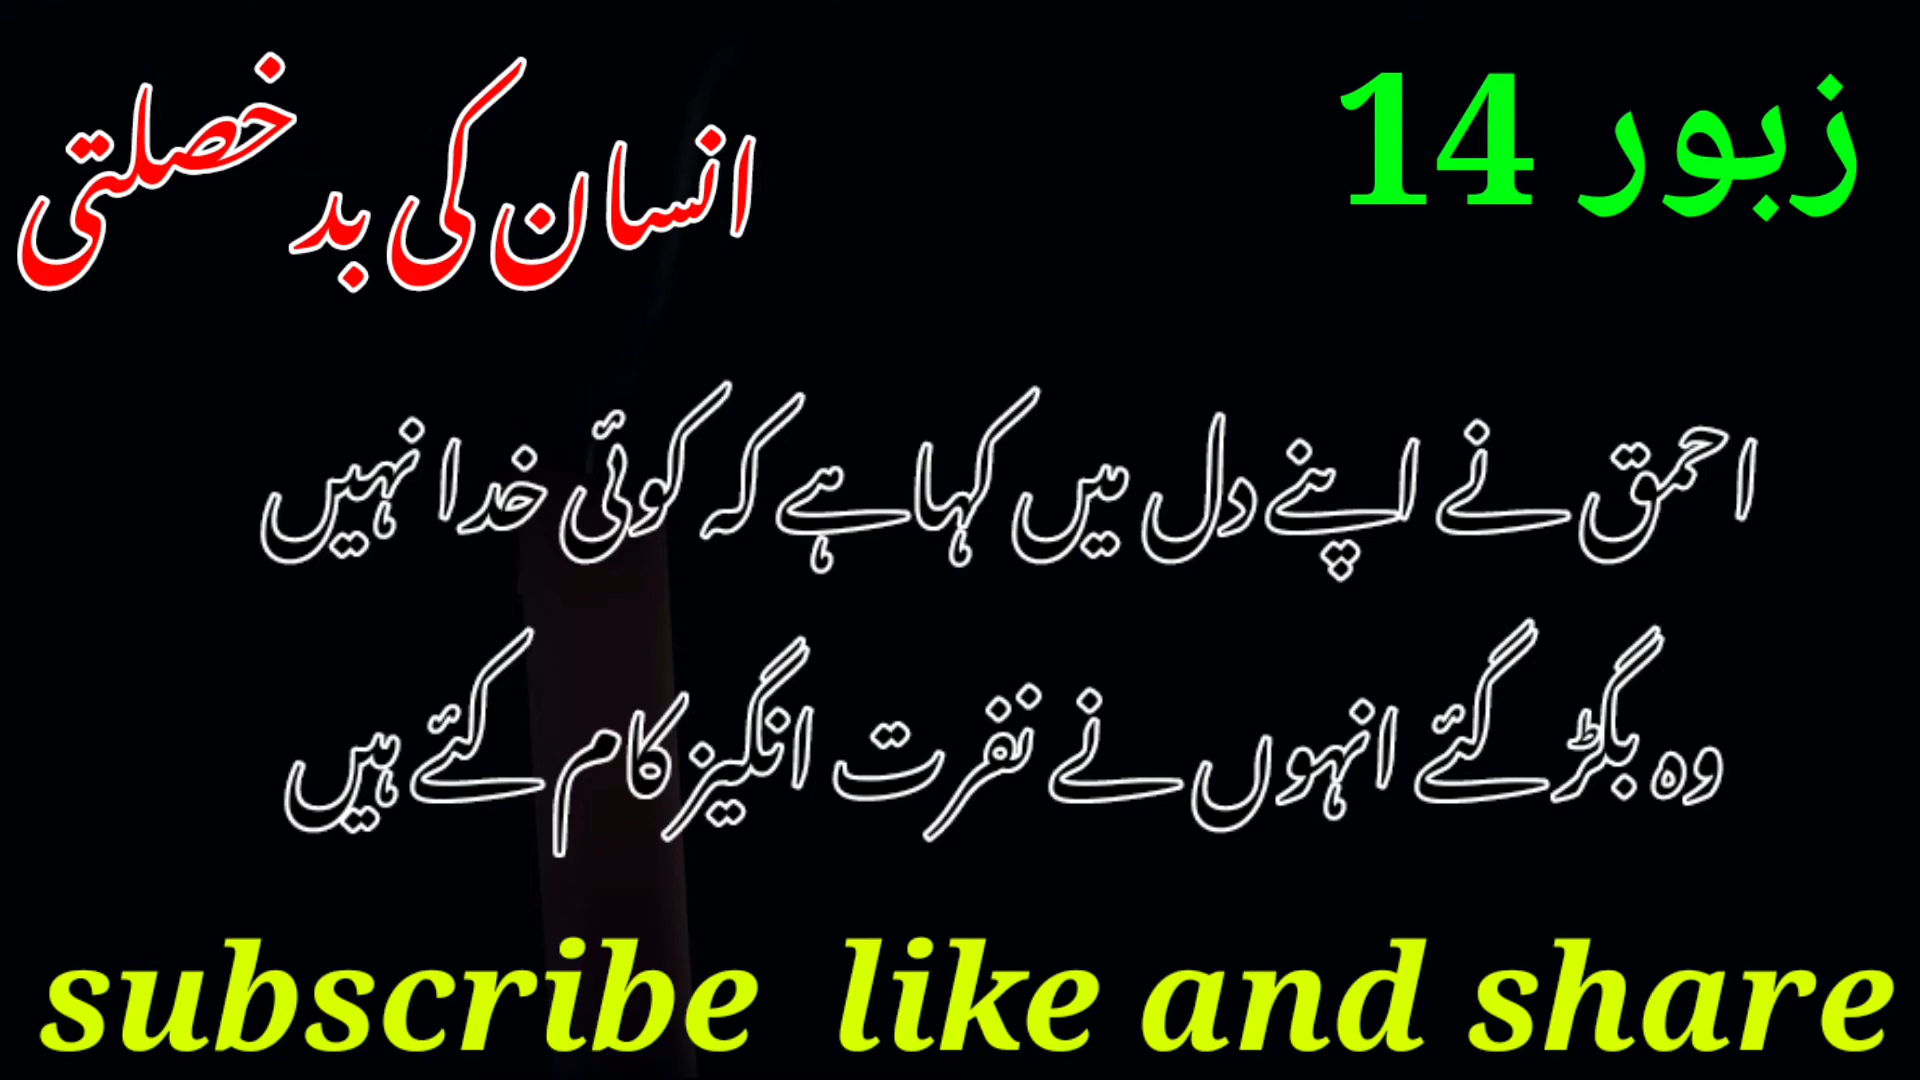 زبور 14
انسان کی بد خصلتی
احمق نے اپنے دل میں کہا ہے کہ کوئی خدا نہیں
وہ بگڑ گئے انہوں نے نفرت انگیز کام کئے ہیں
subscribe like and share